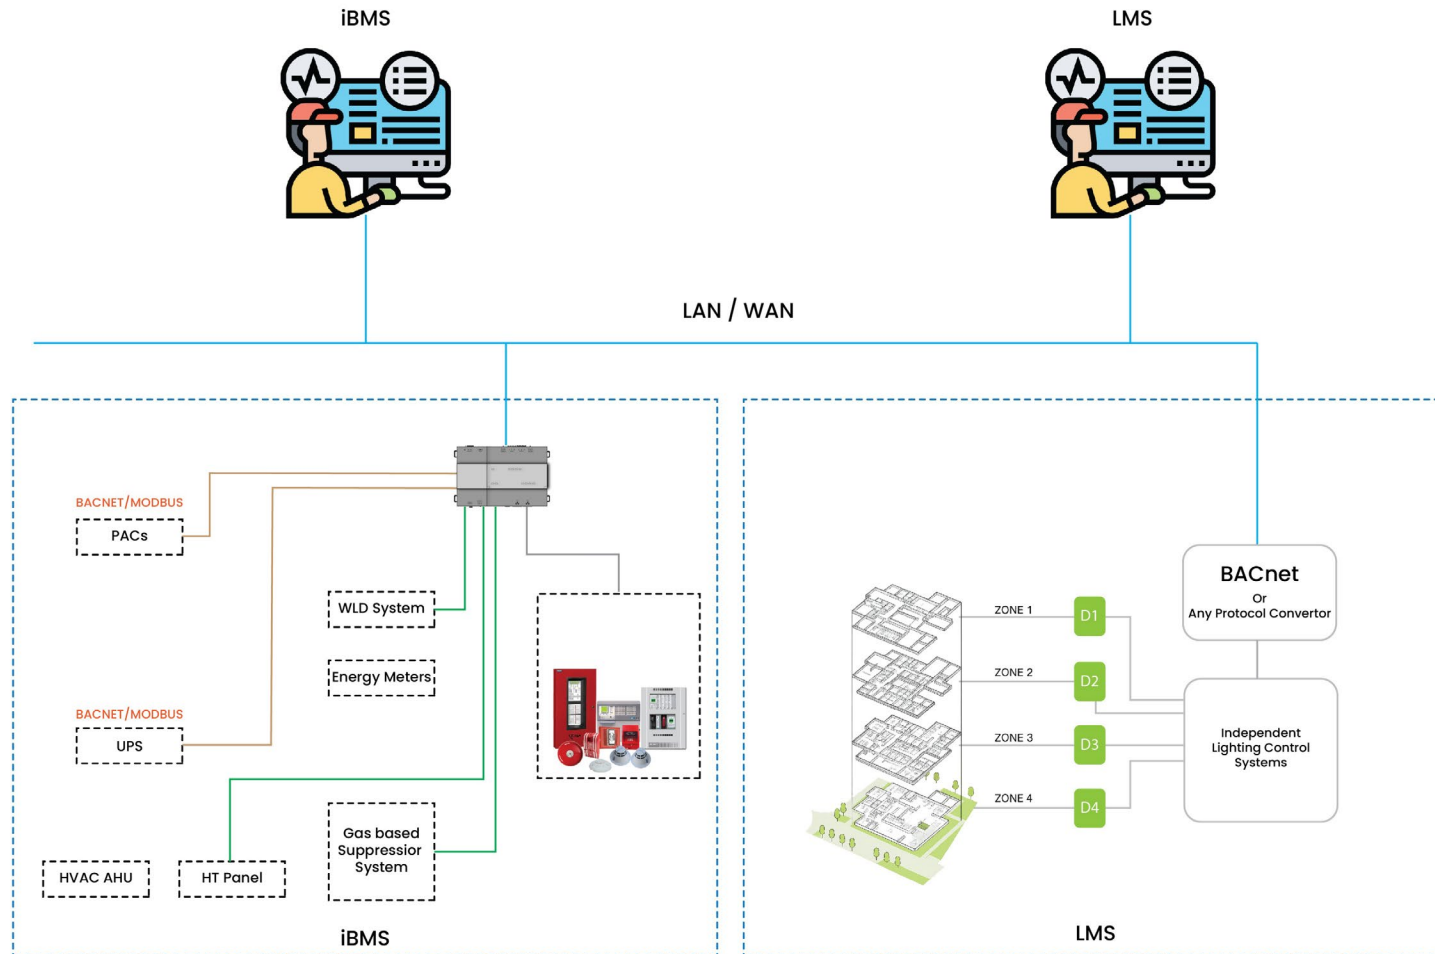 iBMS
LMS
LAN / WAN
BACNET/MODBUS
PACs
WLD System
Energy Meters
BACNET/MODBUS
UPS
Gas based
Suppressior
System
HVAC AHU
HT Panel
iBMS
ZONE 1
D1
ZONE 2
D2
ZONE 3
D3
ZONE 4
D4
BACnet
Or
Any Protocol Convertor
Independent
Lighting Control
Systems
LMS